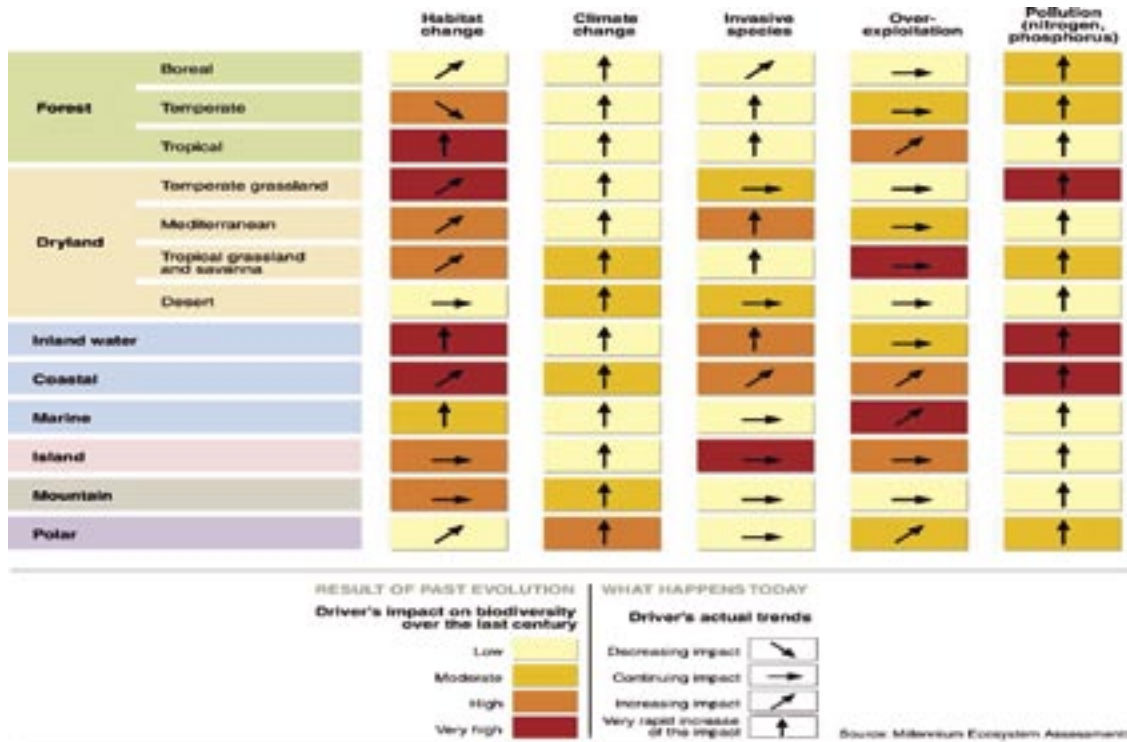 Habitat change
Climate change
Invasive species
Over-exploitation
Pollution (nitrogen, phosphorus)
Forest
Boreal
Temperate
Tropical
Dryland
Temperate grassland
Mediterranean
Tropical grassland
and savanna
Desert
Inland water
Coastal
Marine
Island
Mountain
Polar
RESULT OF PAST EVOLUTION
Driver's impact on biodiversity
over the last century
Low
Moderate
High
Very high
WHAT HAPPENS TODAY
Driver's actual trends
Decreasing impact
Continuing impact
Increasing impact
Very rapid increase
of the impact
Source: Millennium Ecosystem Assessment